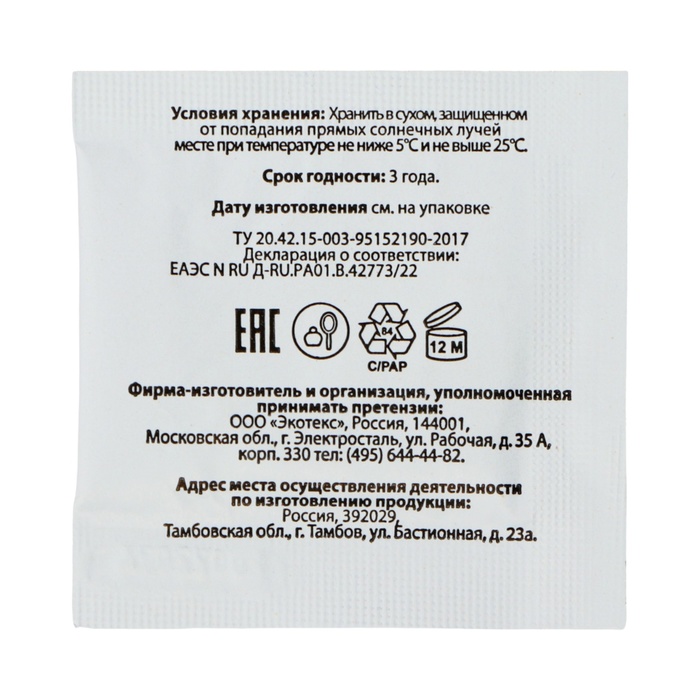 Условия хранения: Хранить в сухом, защищенном
от попадания прямых солнечных лучей
месте при температуре не ниже 5°С и не выше 25°С.
Срок годности: 3 года.
Дату изготовления см. на упаковке
ТУ 20.42.15-003-95152190-2017
Декларация о соответствии:
ЕАЭС N RU Д-RU.РА01.В.42773/22
EAC
84
C/PAP
12 M
Фирма-изготовитель и организация, уполномоченная
принимать претензии:
ООО «Экотекс», Россия, 144001,
Московская обл., г. Электросталь, ул. Рабочая, д. 35 А,
корп. 330 тел: (495) 644-44-82.
Адрес места осуществления деятельности
по изготовлению продукции:
Россия, 392029,
Тамбовская обл., г. Тамбов, ул. Бастионная, д. 23а.